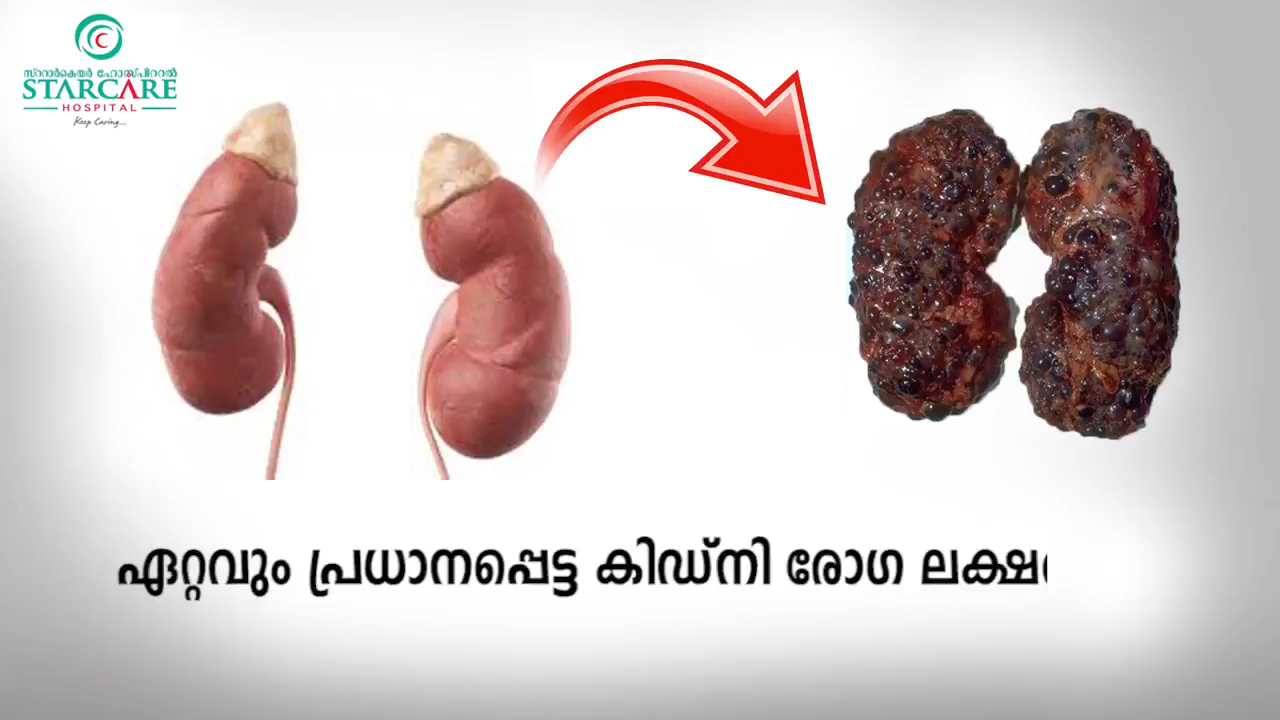 സ്റ്റാർകെയർ ഹോസ്പിറ്റൽ
STARCARE
HOSPITAL
Keep Caring...
ഏറ്റവും പ്രധാനപ്പെട്ട കിഡ്നി രോഗ